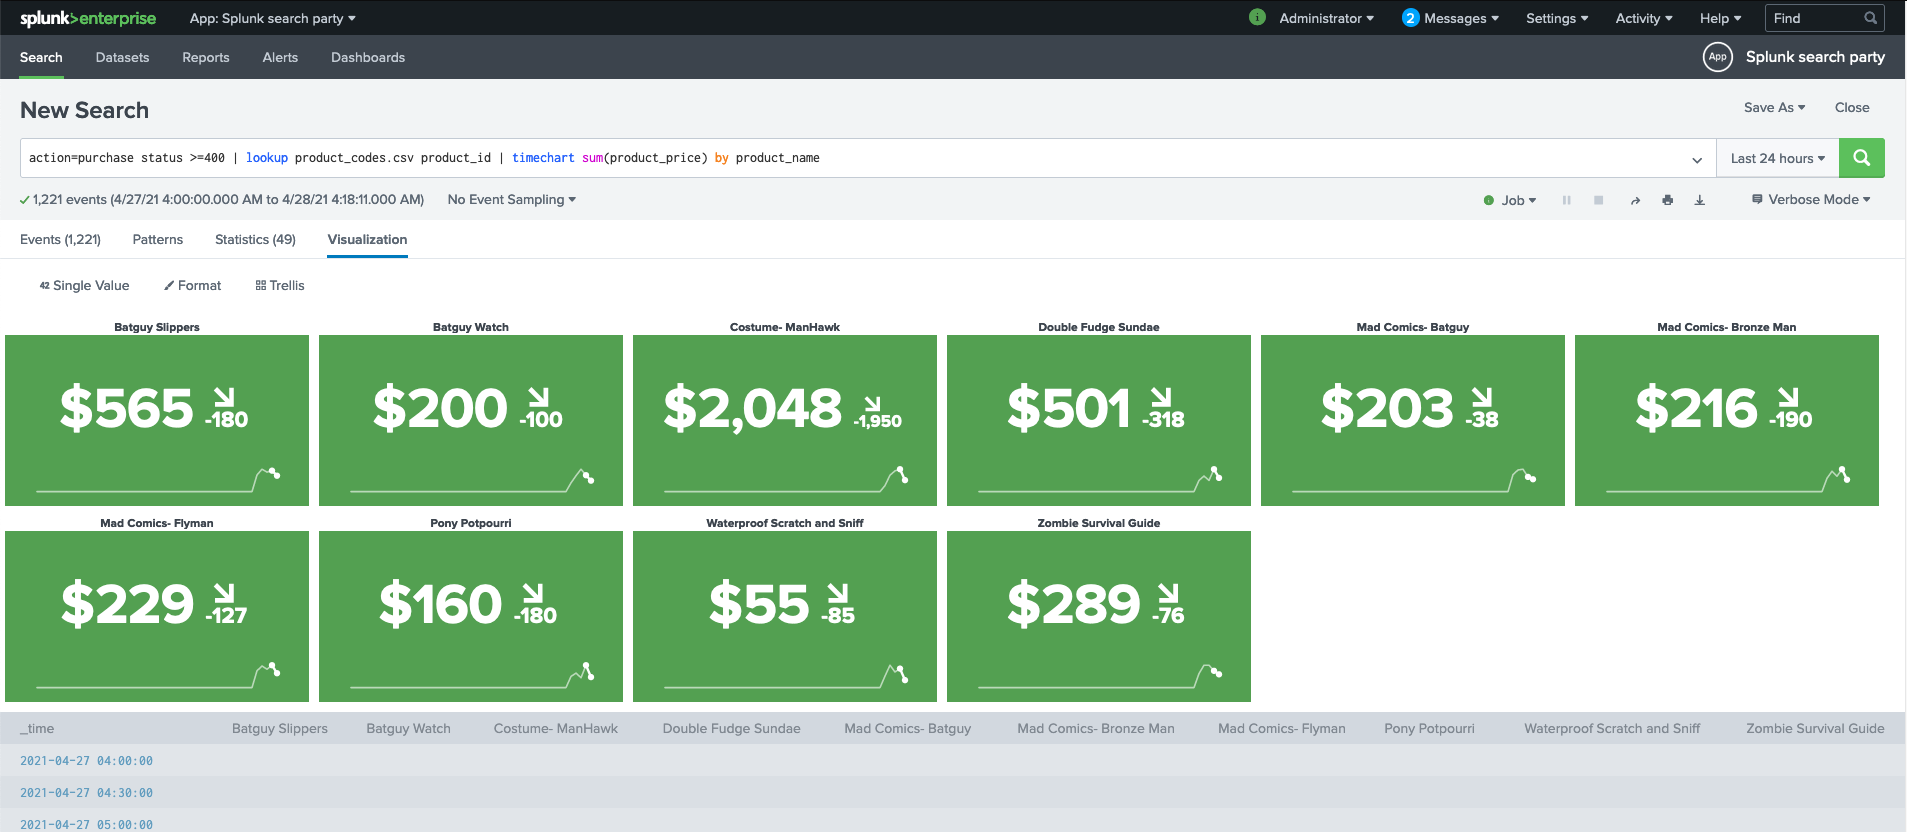 splunk>enterprise App: Splunk search party i Administrator 2 Messages Settings Activity Help Find
Search Datasets Reports Alerts Dashboards App Splunk search party
New Search Save As Close
action=purchase status >=400 | lookup product_codes.csv product_id | timechart sum(product_price) by product_name Last 24 hours
1,221 events (4/27/21 4:00:00.000 AM to 4/28/21 4:18:11.000 AM) No Event Sampling Job Verbose Mode
Events (1,221) Patterns Statistics (49) Visualization
42 Single Value Format Trellis
Batguy Slippers Batguy Watch Costume- ManHawk Double Fudge Sundae Mad Comics- Batguy Mad Comics- Bronze Man
$565 -180 $200 -100 $2,048 -1,950 $501 -318 $203 -38 $216 -190
Mad Comics- Flyman Pony Potpourri Waterproof Scratch and Sniff Zombie Survival Guide
$229 -127 $160 -180 $55 -85 $289 -76
_time Batguy Slippers Batguy Watch Costume- ManHawk Double Fudge Sundae Mad Comics- Batguy Mad Comics- Bronze Man Mad Comics- Flyman Pony Potpourri Waterproof Scratch and Sniff Zombie Survival Guide
2021-04-27 04:00:00
2021-04-27 04:30:00
2021-04-27 05:00:00